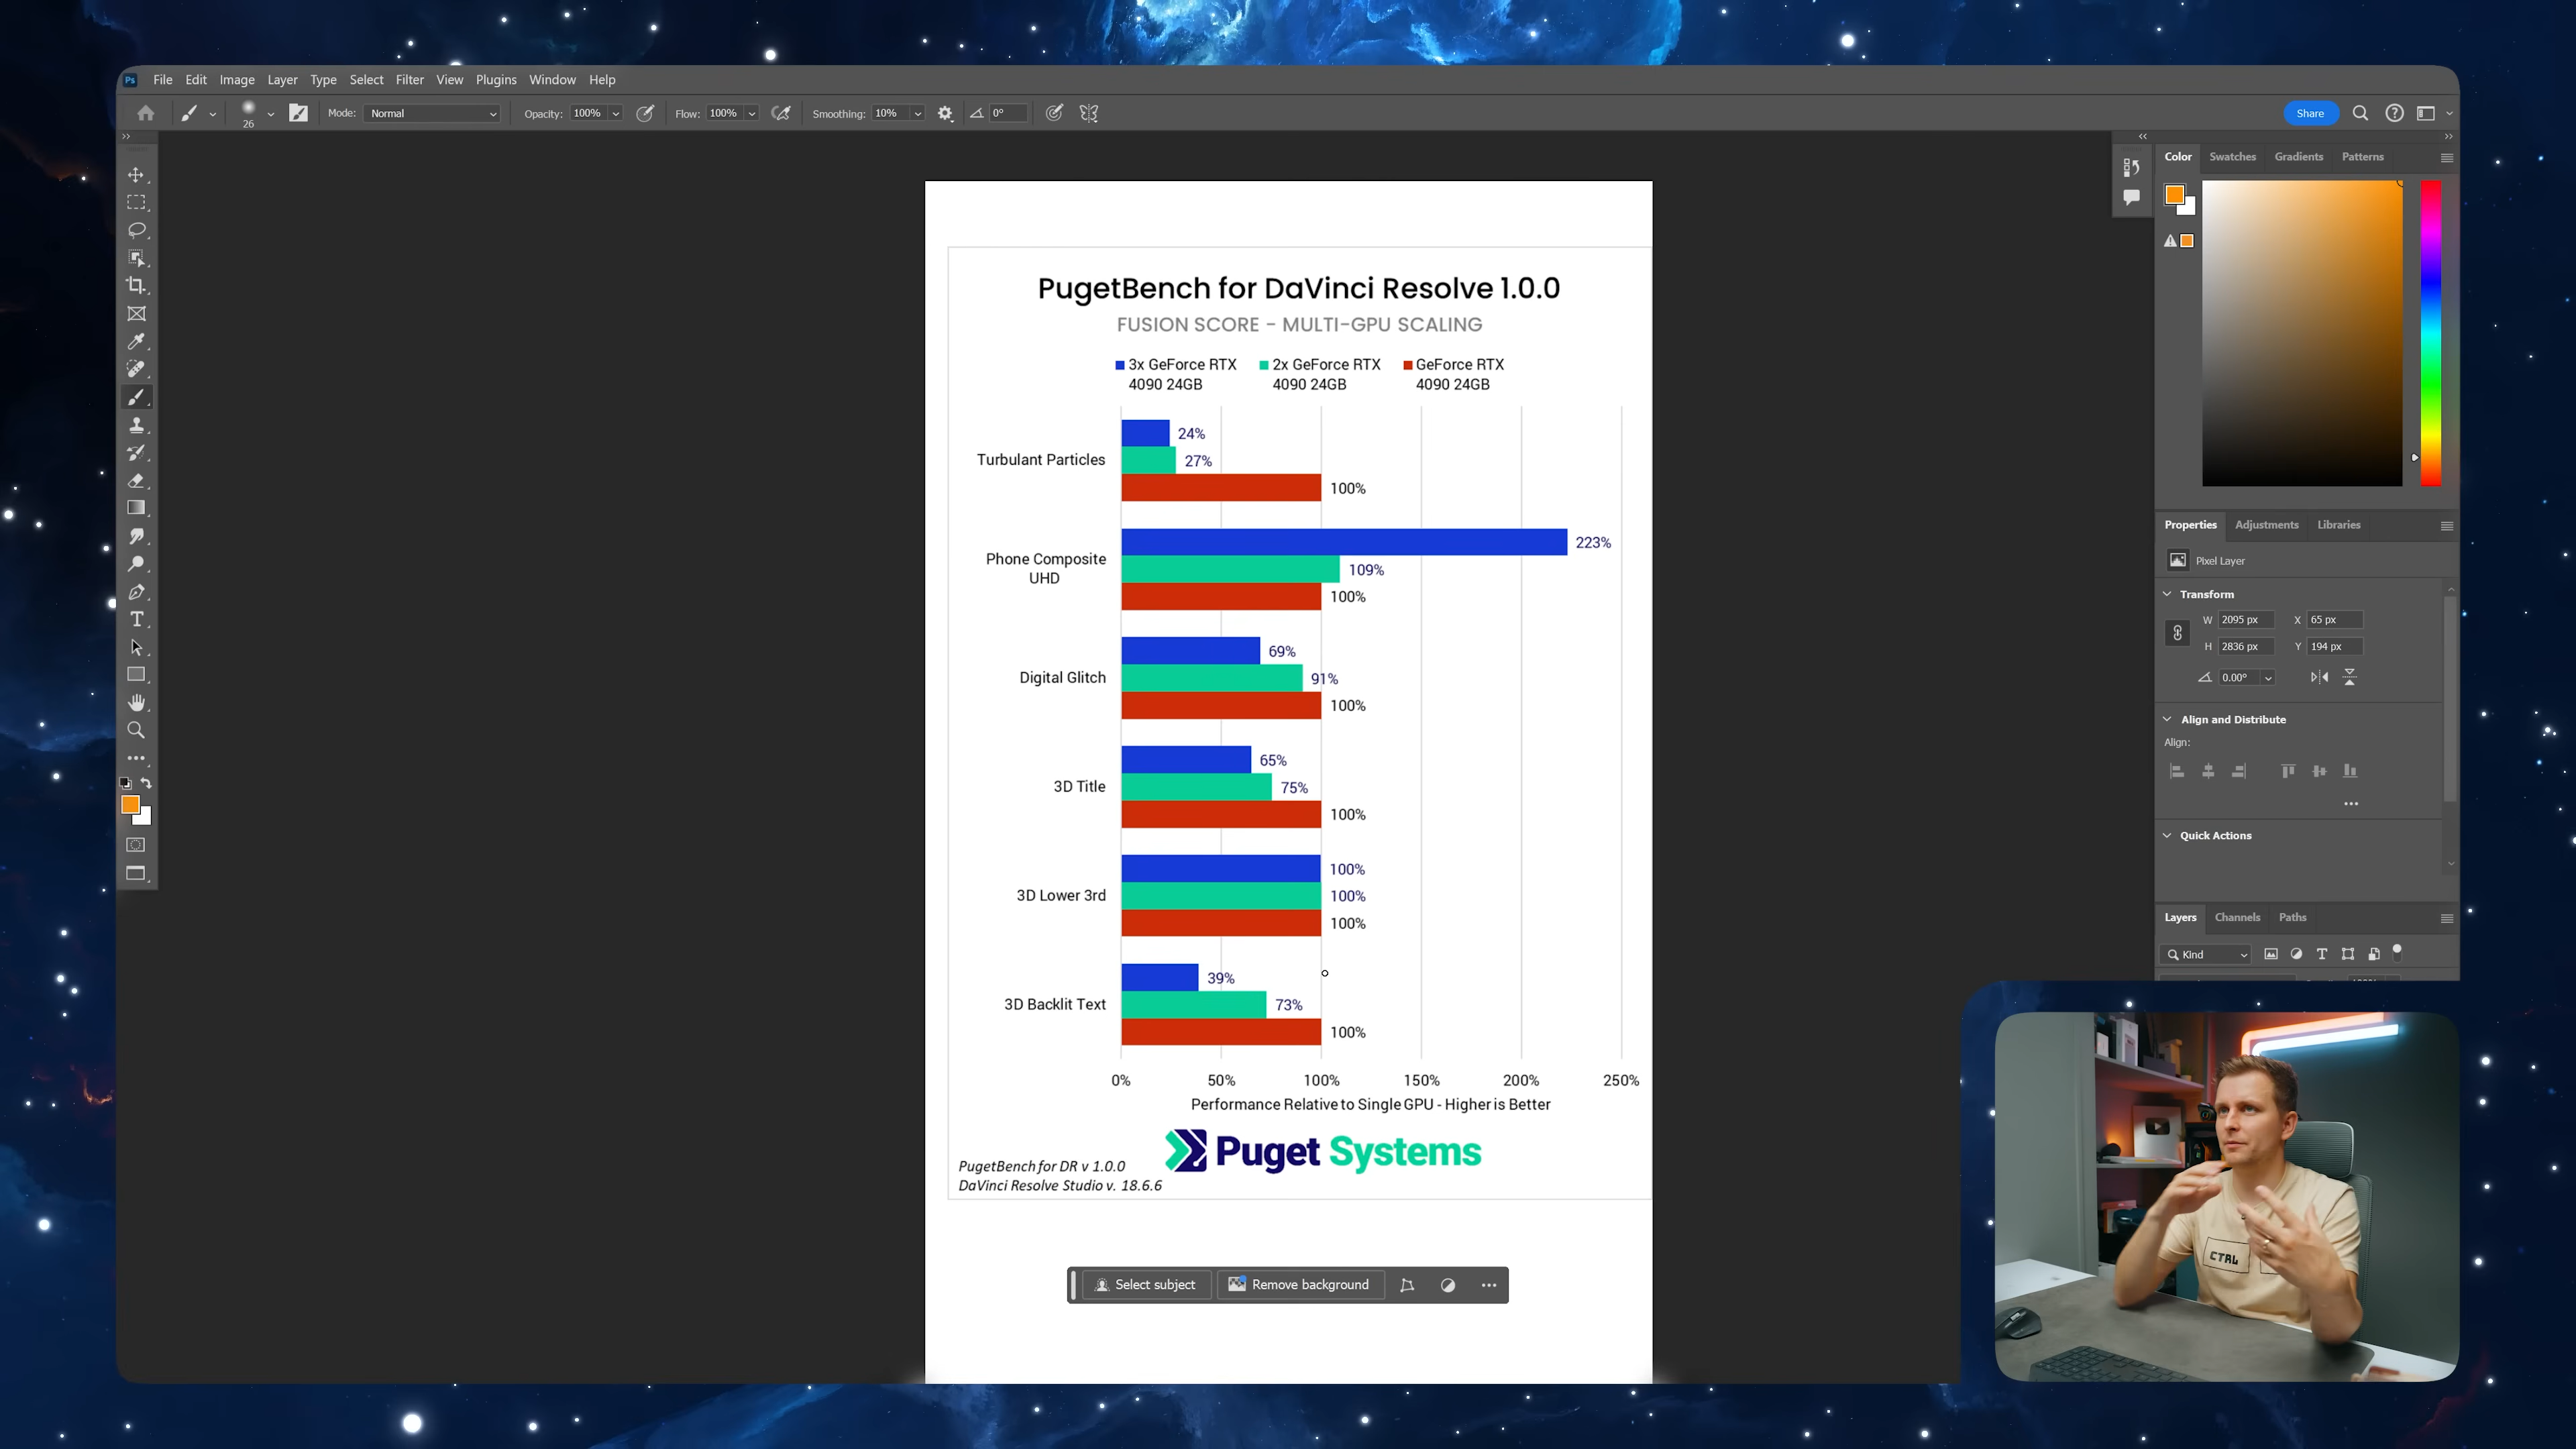 Ps File Edit Image Layer Type Select Filter View Plugins Window Help
26 Mode: Normal Opacity: 100% Flow: 100% Smoothing: 10% 0° Share
Color Swatches Gradients Patterns
PugetBench for DaVinci Resolve 1.0.0
FUSION SCORE - MULTI-GPU SCALING
3x GeForce RTX 4090 24GB
2x GeForce RTX 4090 24GB
GeForce RTX 4090 24GB
24%
Turbulant Particles 27%
100%
223%
Phone Composite UHD 109%
100%
69%
Digital Glitch 91%
100%
65%
3D Title 75%
100%
100%
3D Lower 3rd 100%
100%
39%
3D Backlit Text 73%
100%
0% 50% 100% 150% 200% 250%
Performance Relative to Single GPU - Higher is Better
Puget Systems
PugetBench for DR v 1.0.0
DaVinci Resolve Studio v. 18.6.6
Select subject Remove background
Properties Adjustments Libraries
Pixel Layer
Transform
W 2095 px X 65 px
H 2836 px Y 194 px
0.00°
Align and Distribute
Align:
Quick Actions
Layers Channels Paths
Kind
CTRL